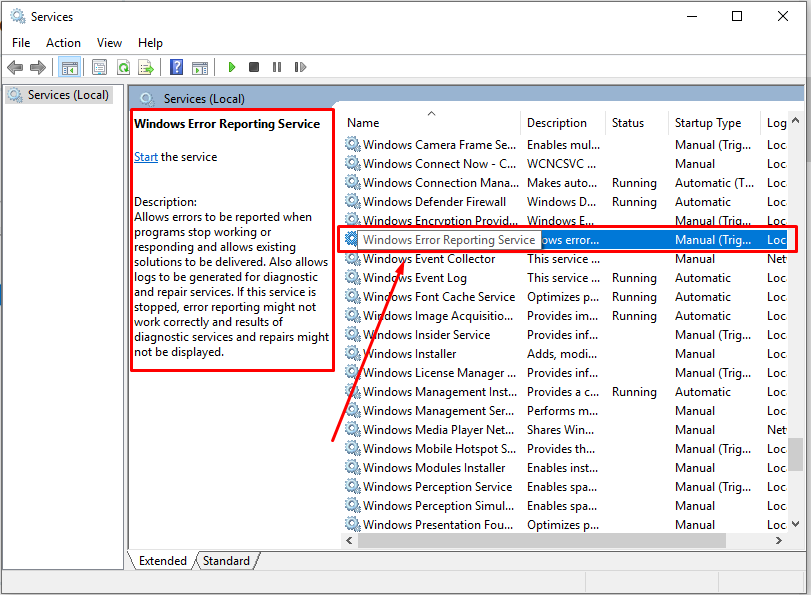 Services
File Action View Help
Services (Local)
Services (Local)
Windows Error Reporting Service
Start the service
Description:
Allows errors to be reported when
programs stop working or
responding and allows existing
solutions to be delivered. Also allows
logs to be generated for diagnostic
and repair services. If this service is
stopped, error reporting might not
work correctly and results of
diagnostic services and repairs might
not be displayed.
Name Description Status Startup Type Log
Windows Camera Frame Se... Enables mul... Manual (Trig... Loc
Windows Connect Now - C... WCNCSVC ... Manual Loc
Windows Connection Mana... Makes auto... Running Automatic (T... Loc
Windows Defender Firewall Windows D... Running Automatic Loc
Windows Encryption Provid... Windows E... Manual (Trig... Loc
Windows Error Reporting Service ows error... Manual (Trig... Loc
Windows Event Collector This service ... Manual Net
Windows Event Log This service ... Running Automatic Loc
Windows Font Cache Service Optimizes p... Running Automatic Loc
Windows Image Acquisitio... Provides im... Running Automatic Loc
Windows Insider Service Provides inf... Manual (Trig... Loc
Windows Installer Adds, modi... Manual Loc
Windows License Manager ... Provides inf... Manual (Trig... Loc
Windows Management Inst... Provides a c... Running Automatic Loc
Windows Management Ser... Performs m... Manual Loc
Windows Media Player Net... Shares Win... Manual Net
Windows Mobile Hotspot S... Provides th... Manual (Trig... Loc
Windows Modules Installer Enables inst... Manual Loc
Windows Perception Service Enables spa... Manual (Trig... Loc
Windows Perception Simul... Enables spa... Manual Loc
Windows Presentation Fou... Optimizes p... Manual Loc
Extended Standard